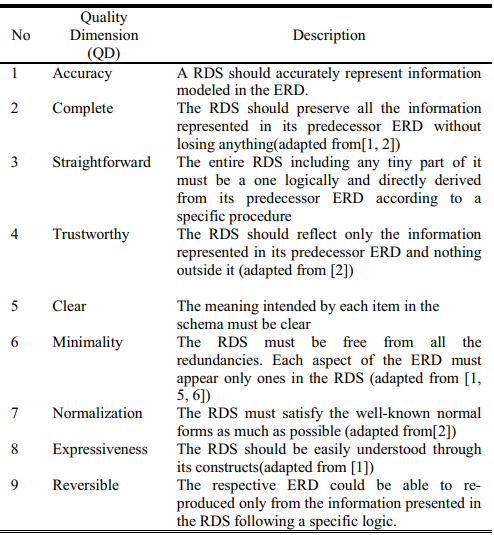 No Quality Dimension (QD) Description
1 Accuracy A RDS should accurately represent information
modeled in the ERD.
2 Complete The RDS should preserve all the information
represented in its predecessor ERD without
losing anything(adapted from[1, 2])
3 Straightforward The entire RDS including any tiny part of it
must be a one logically and directly derived
from its predecessor ERD according to a
specific procedure
4 Trustworthy The RDS should reflect only the information
represented in its predecessor ERD and nothing
outside it (adapted from [2])
5 Clear The meaning intended by each item in the
schema must be clear
6 Minimality The RDS must be free from all the
redundancies. Each aspect of the ERD must
appear only ones in the RDS (adapted from [1,
5, 6])
7 Normalization The RDS must satisfy the well-known normal
forms as much as possible (adapted from[2])
8 Expressiveness The RDS should be easily understood through
its constructs(adapted from [1])
9 Reversible The respective ERD could be able to re-
produced only from the information presented in
the RDS following a specific logic.